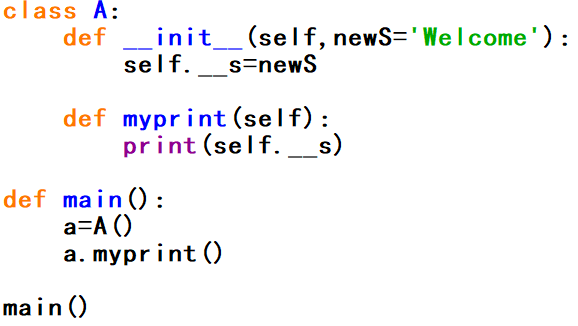 class A:
    def __init__(self,newS='Welcome'):
        self.__s=newS

    def myprint(self):
        print(self.__s)

def main():
    a=A()
    a.myprint()

main()